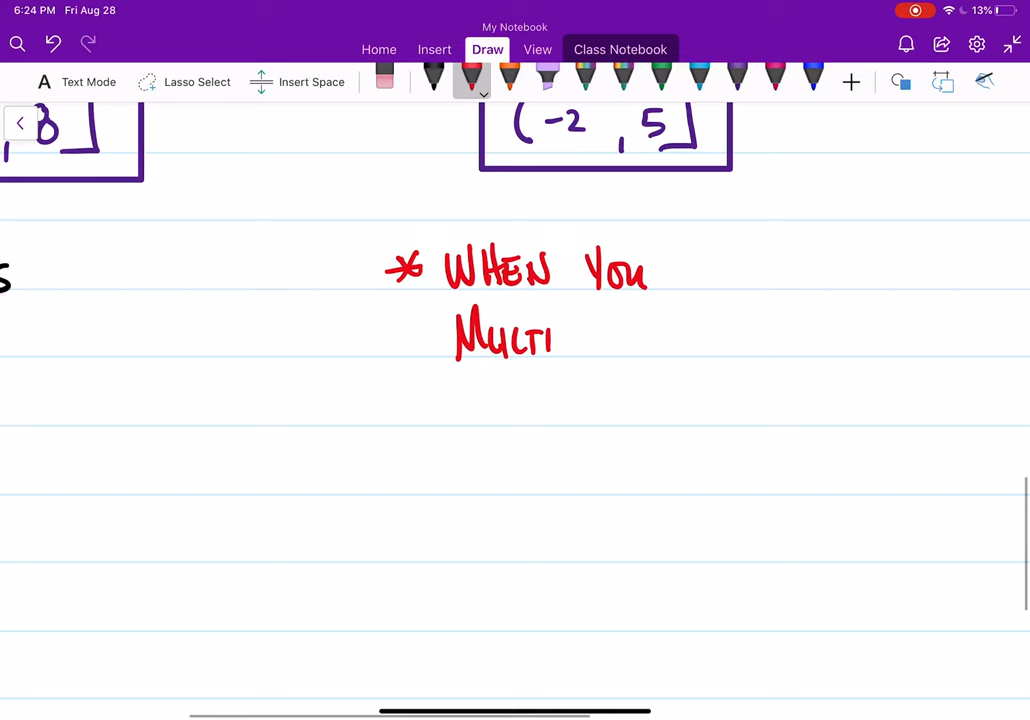 6:24 PM Fri Aug 28
13%
My Notebook
Home Insert Draw View Class Notebook
A Text Mode Lasso Select Insert Space
, 8]
(-2 , 5]
* WHEN YOU
S
MULTI